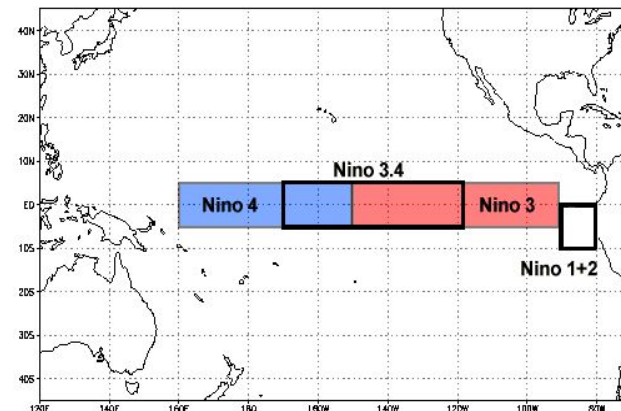 40N
30N
20N
10N
EQ
10S
20S
30S
40S
Nino 3.4
Nino 4
Nino 3
Nino 1+2
120E
140E
160E
180
160W
140W
120W
100W
80W